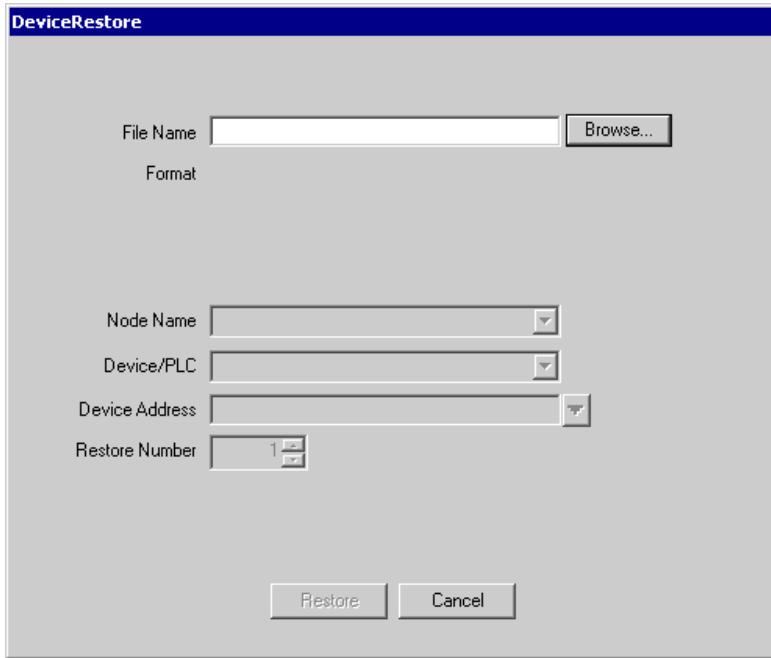 DeviceRestore
File Name Browse...
Format
Node Name
Device/PLC
Device Address
Restore Number 1
Restore Cancel